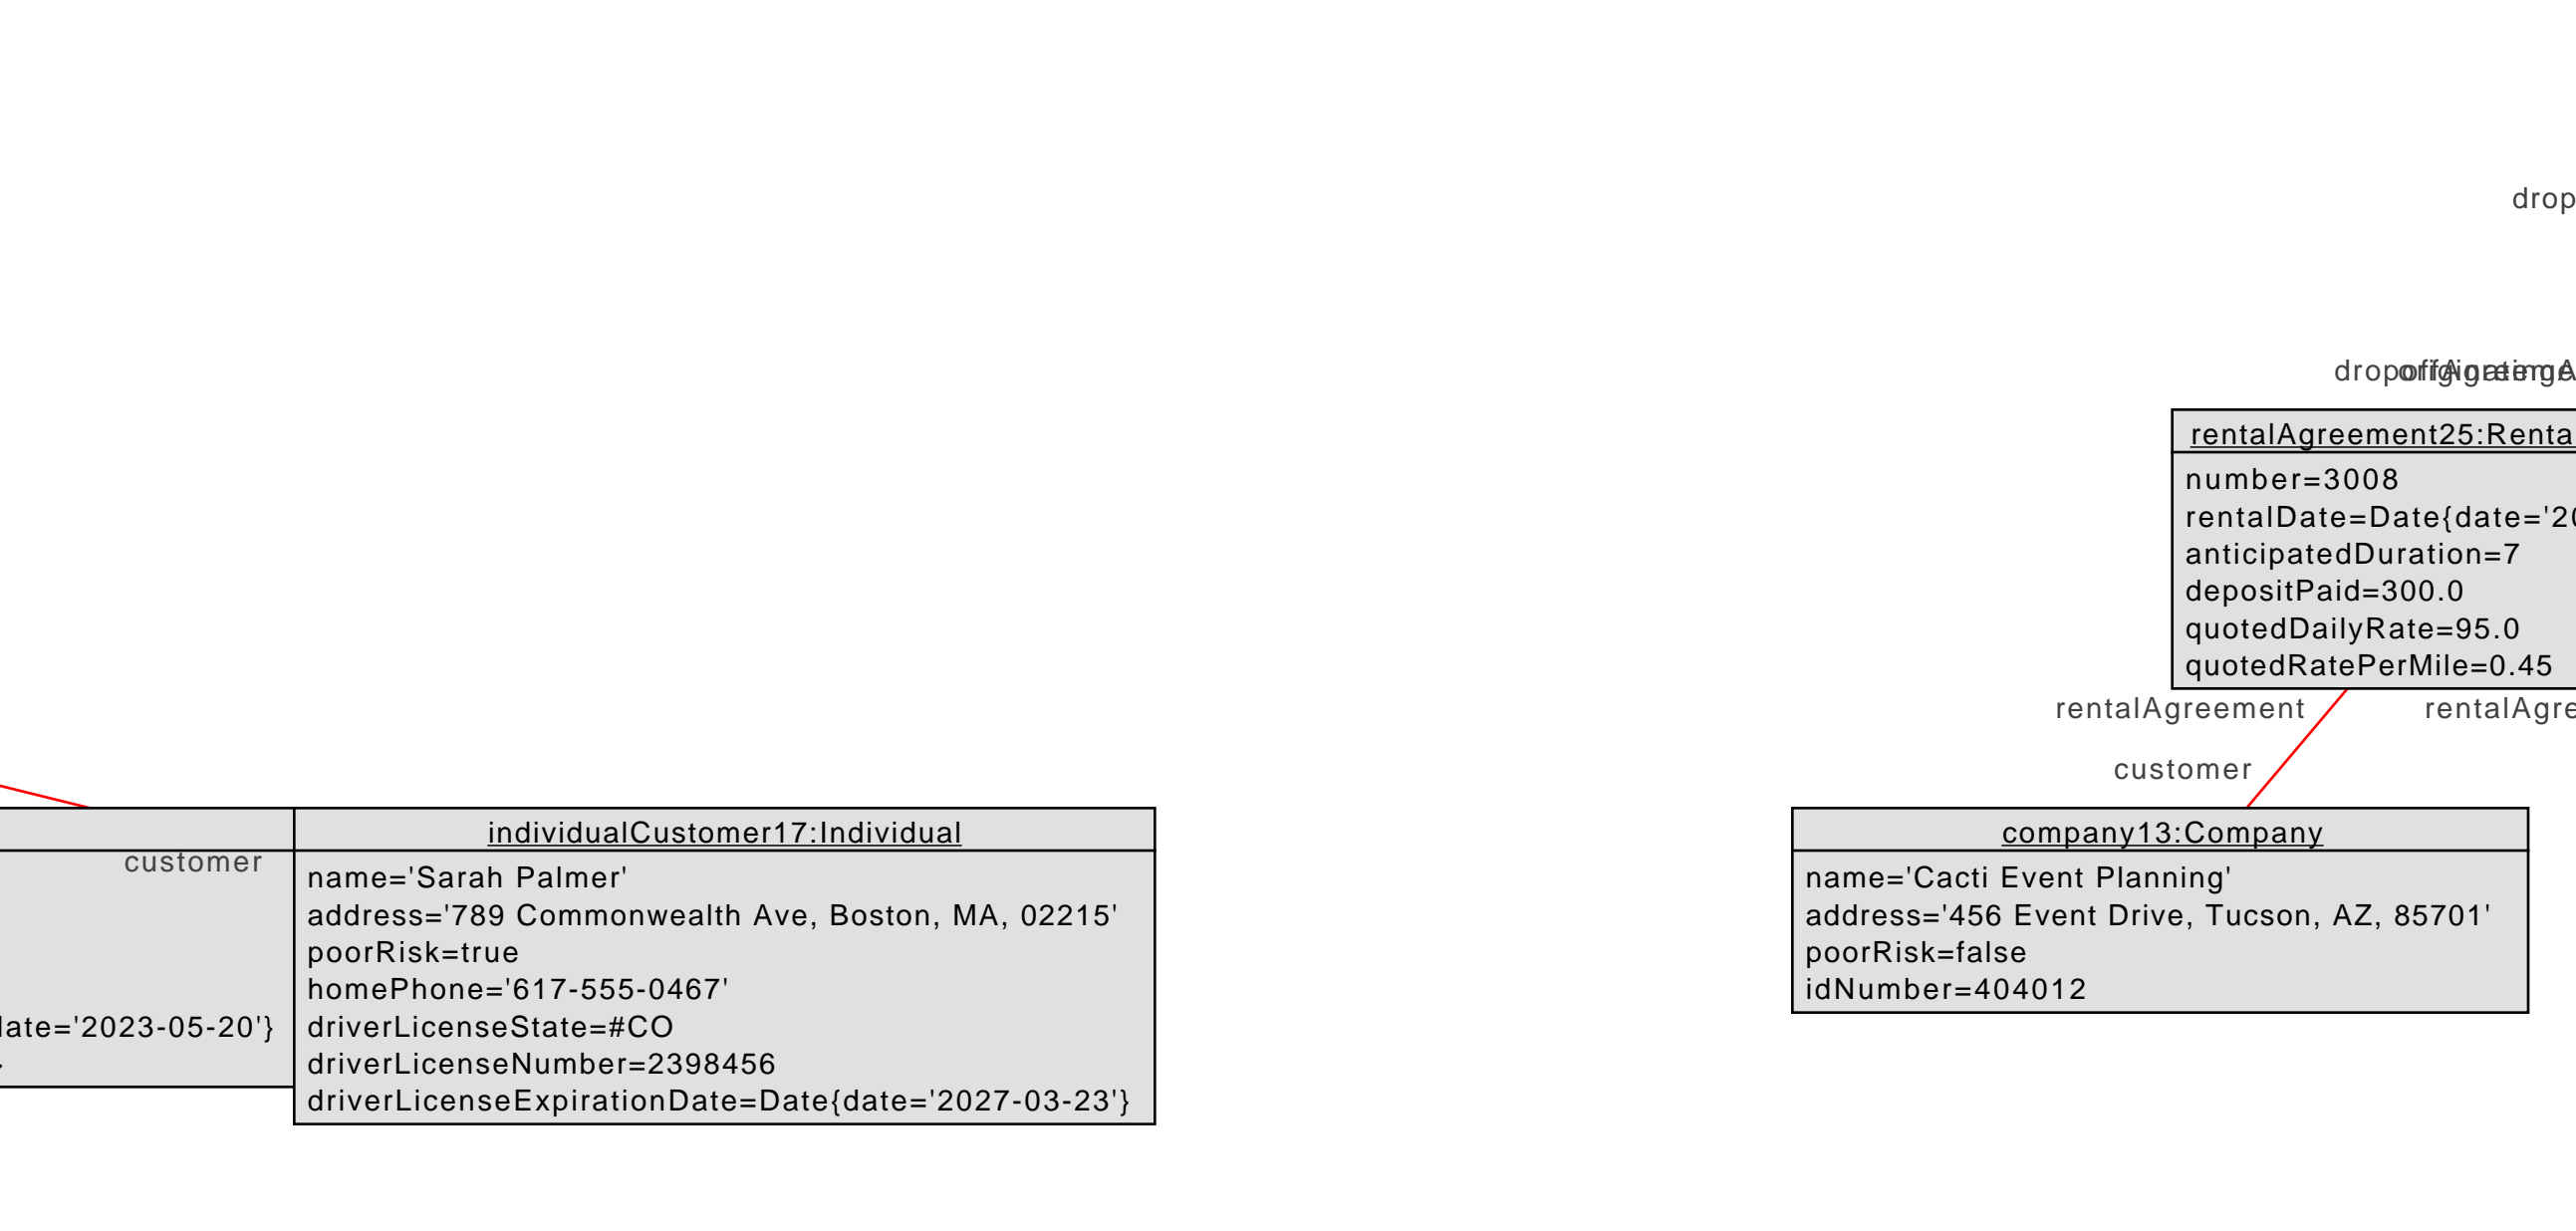 drop
rentalAgreement25:Renta
number=3008
rentalDate=Date{date='20
anticipatedDuration=7
depositPaid=300.0
quotedDailyRate=95.0
quotedRatePerMile=0.45
rentalAgreement
rentalAgre
customer
customer
ate='2023-05-20'}
individualCustomer17:Individual
name='Sarah Palmer'
address='789 Commonwealth Ave, Boston, MA, 02215'
poorRisk=true
homePhone='617-555-0467'
driverLicenseState=#CO
driverLicenseNumber=2398456
driverLicenseExpirationDate=Date{date='2027-03-23'}
company13:Company
name='Cacti Event Planning'
address='456 Event Drive, Tucson, AZ, 85701'
poorRisk=false
idNumber=404012